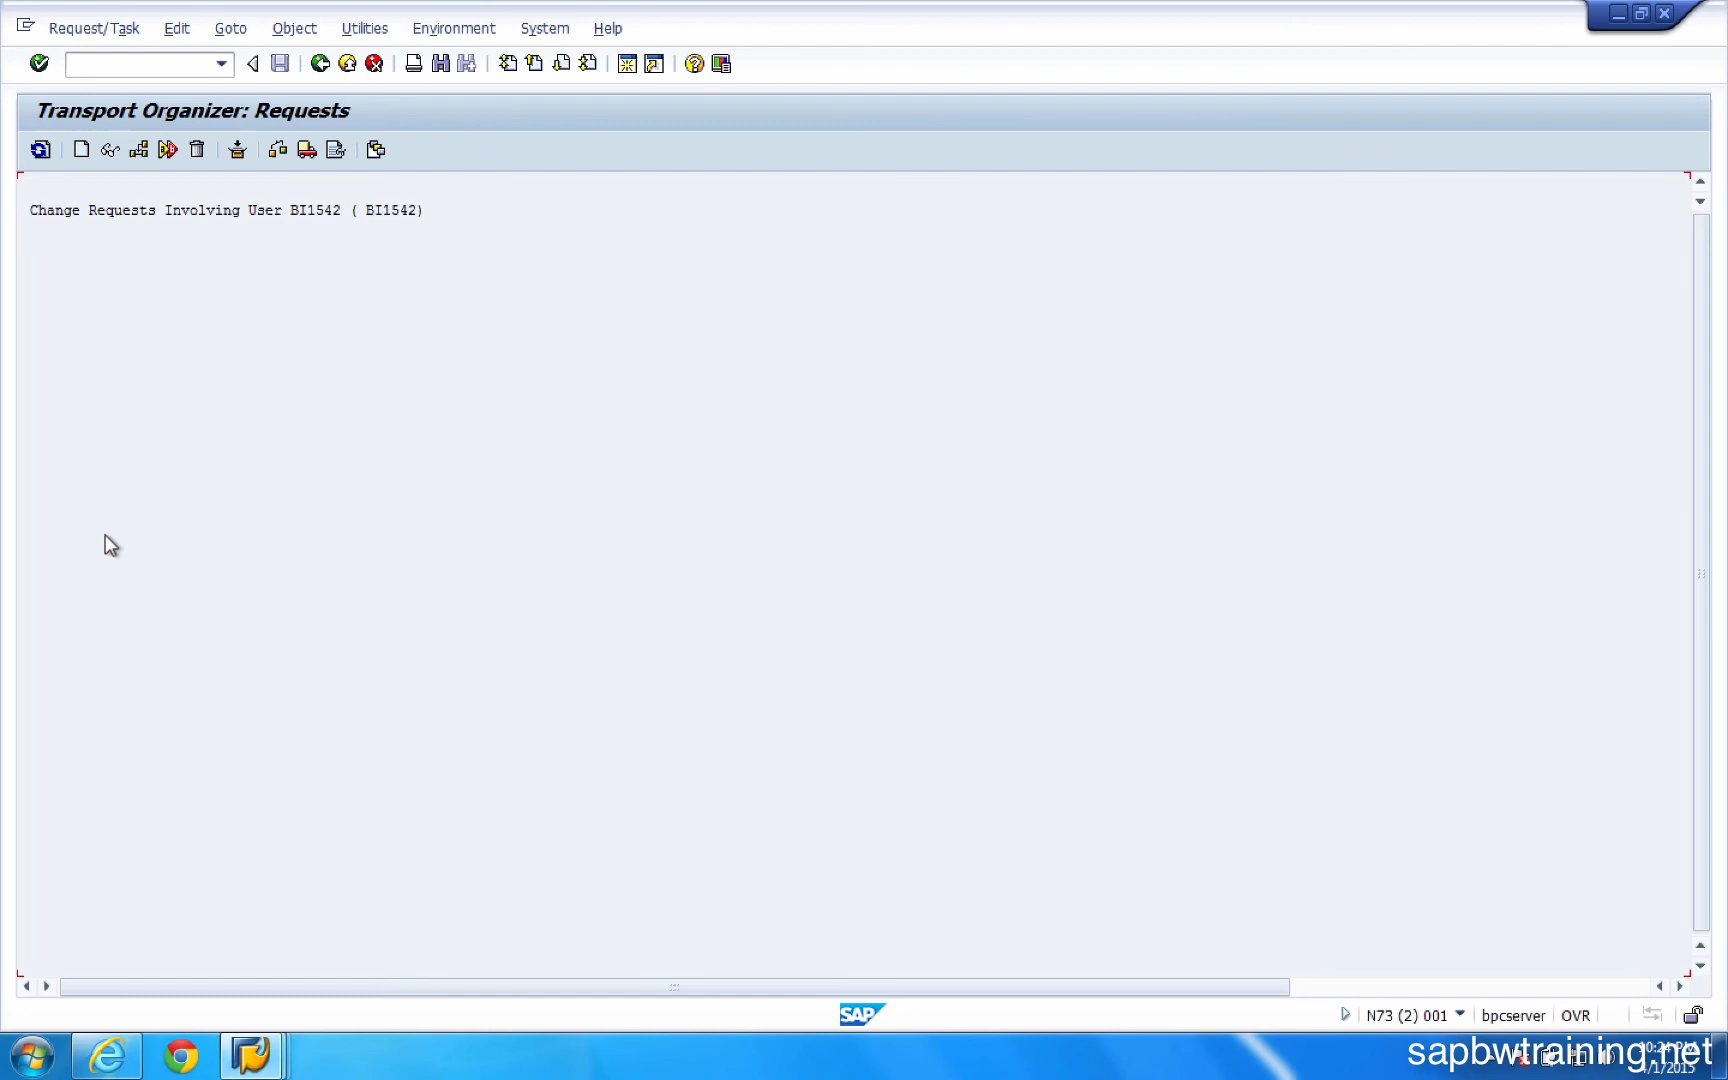 Request/Task Edit Goto Object Utilities Environment System Help
Transport Organizer: Requests
Change Requests Involving User BI1542 ( BI1542)
SAP
N73 (2) 001 bpcserver OVR
sapbwtraining.net